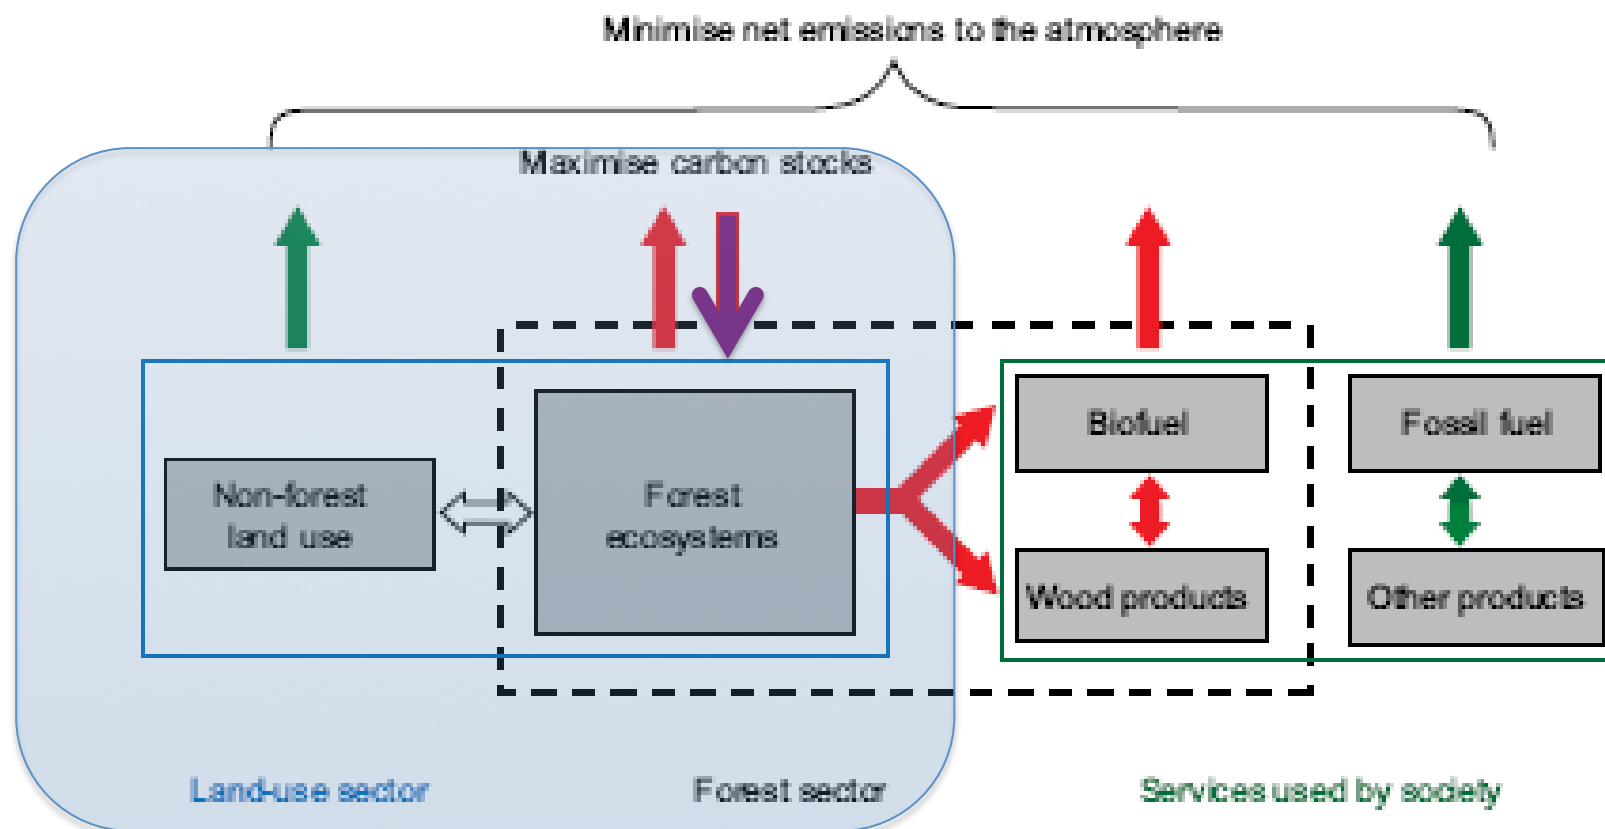 Minimise net emissions to the atmosphere
Maximise carbon stocks
Non-forest
land use
Forest
ecosystems
Biofuel
Fossil fuel
Wood products
Other products
Land-use sector
Forest sector
Services used by society